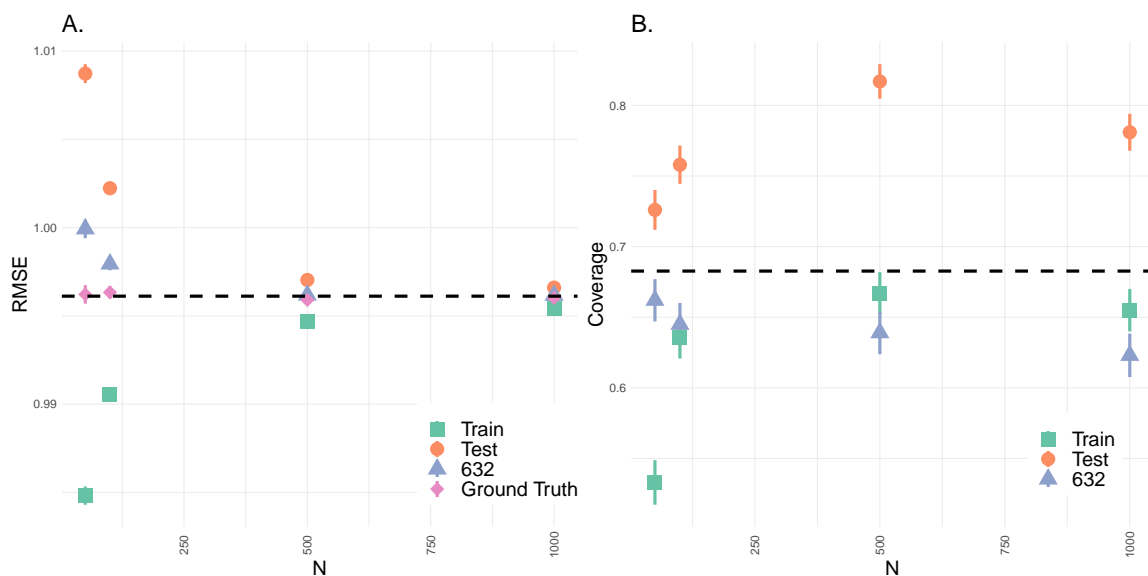 A.
1.01
1.00
0.99
RMSE
Train
Test
632
Ground Truth
250
500
750
1000
N
B.
0.8
0.7
0.6
Coverage
Train
Test
632
250
500
750
1000
N